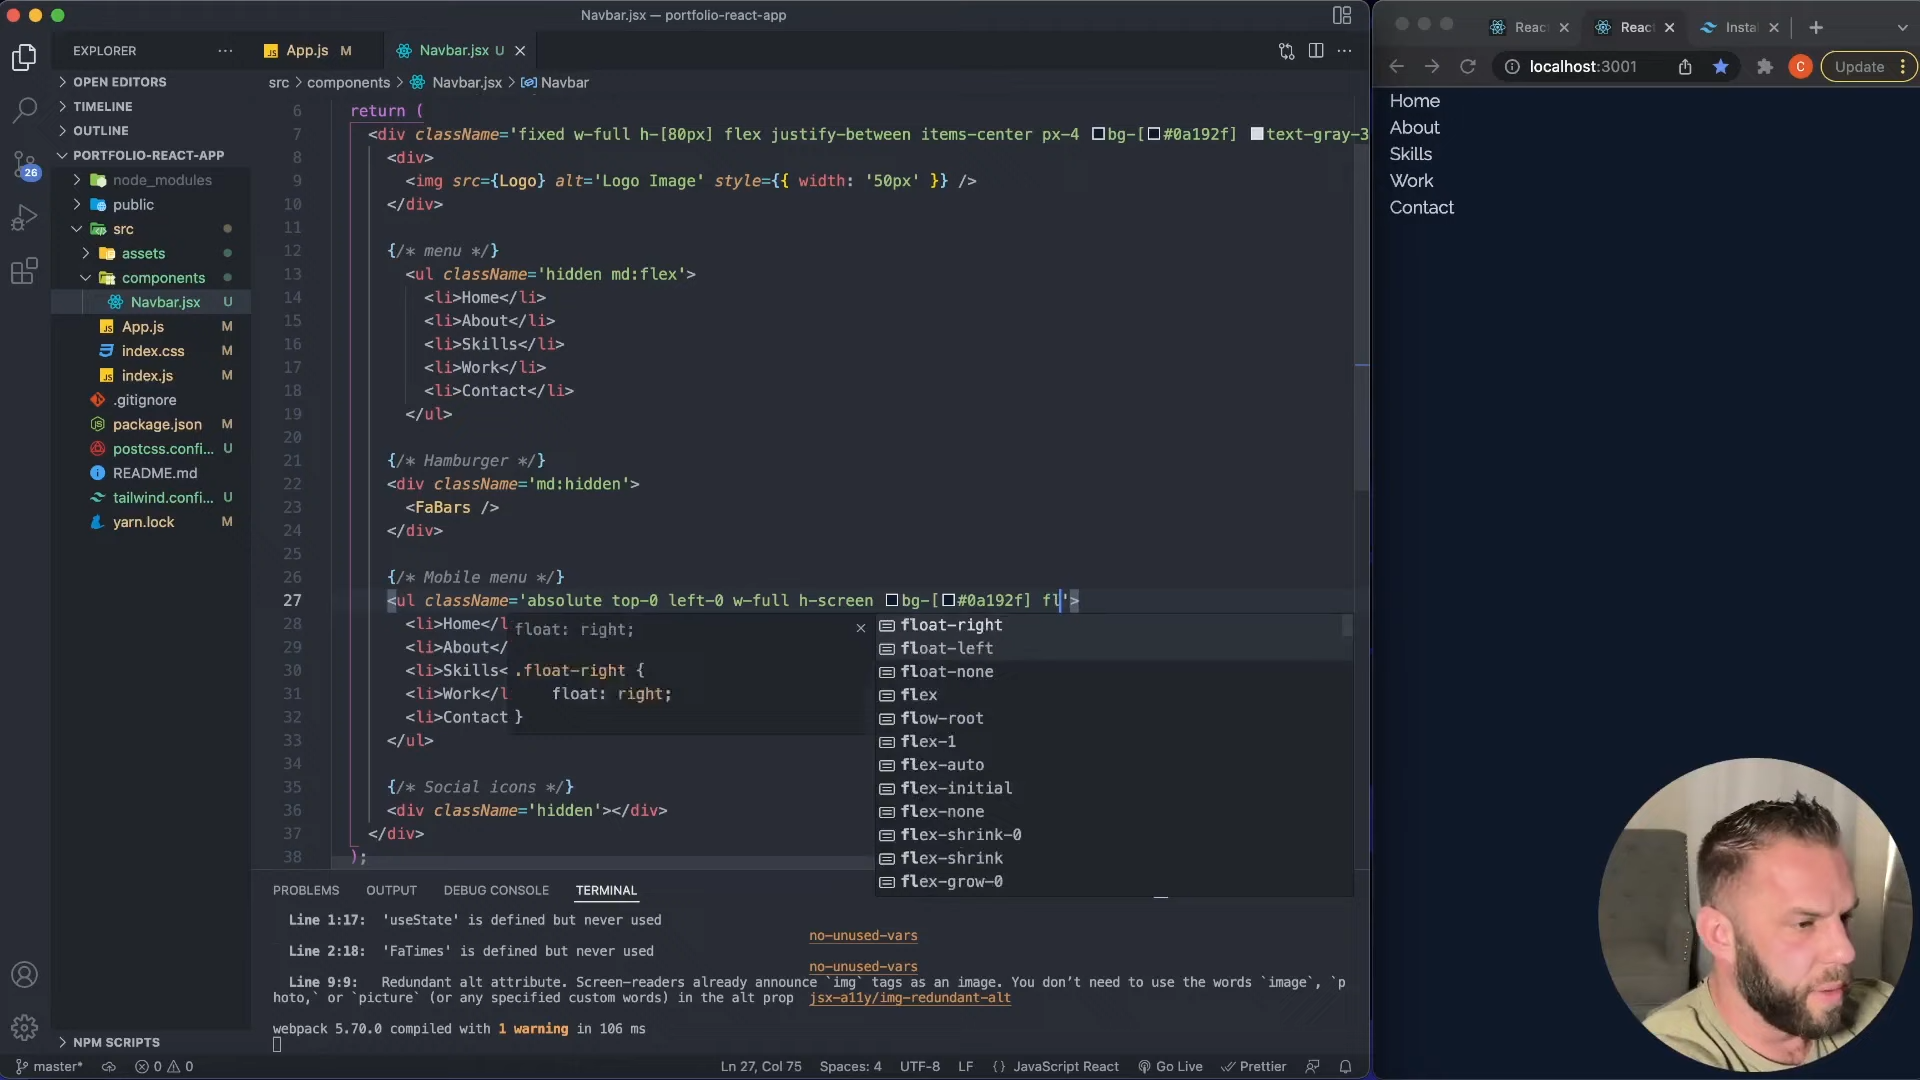 Navbar.jsx — portfolio-react-app
EXPLORER
OPEN EDITORS
TIMELINE
OUTLINE
PORTFOLIO-REACT-APP
node_modules
public
src
assets
components
Navbar.jsx U
App.js M
index.css M
index.js M
.gitignore
package.json M
postcss.confi... U
README.md
tailwind.confi... U
yarn.lock M
NPM SCRIPTS
26
App.js M
Navbar.jsx U
src > components > Navbar.jsx > Navbar
6 return (
7 <div className='fixed w-full h-[80px] flex justify-between items-center px-4 bg-[#0a192f] text-gray-3
8 <div>
9 <img src={Logo} alt='Logo Image' style={{ width: '50px' }} />
10 </div>
11
12 {/* menu */}
13 <ul className='hidden md:flex'>
14 <li>Home</li>
15 <li>About</li>
16 <li>Skills</li>
17 <li>Work</li>
18 <li>Contact</li>
19 </ul>
20
21 {/* Hamburger */}
22 <div className='md:hidden'>
23 <FaBars />
24 </div>
25
26 {/* Mobile menu */}
27 <ul className='absolute top-0 left-0 w-full h-screen bg-[#0a192f] fl'>
28 <li>Home</l
29 <li>About</
30 <li>Skills<
31 <li>Work</l
32 <li>Contact
33 </ul>
34
35 {/* Social icons */}
36 <div className='hidden'></div>
37 </div>
38 );
float: right;
.float-right {
float: right;
}
float-right
float-left
float-none
flex
flow-root
flex-1
flex-auto
flex-initial
flex-none
flex-shrink-0
flex-shrink
flex-grow-0
PROBLEMS OUTPUT DEBUG CONSOLE TERMINAL
Line 1:17: 'useState' is defined but never used
no-unused-vars
Line 2:18: 'FaTimes' is defined but never used
no-unused-vars
Line 9:9: Redundant alt attribute. Screen-readers already announce `img` tags as an image. You don’t need to use the words `image`, `p
hoto,` or `picture` (or any specified custom words) in the alt prop jsx-a11y/img-redundant-alt
webpack 5.70.0 compiled with 1 warning in 106 ms
master* 0 0 Ln 27, Col 75 Spaces: 4 UTF-8 LF {} JavaScript React Go Live Prettier
React React Instal
localhost:3001 C Update
Home
About
Skills
Work
Contact